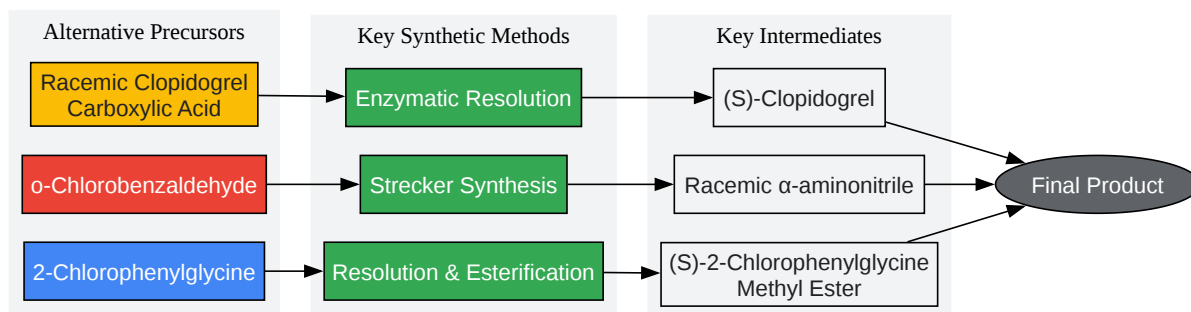 Alternative Precursors
Key Synthetic Methods
Key Intermediates
Racemic Clopidogrel
Carboxylic Acid
Enzymatic Resolution
(S)-Clopidogrel
o-Chlorobenzaldehyde
Strecker Synthesis
Racemic α-aminonitrile
Final Product
2-Chlorophenylglycine
Resolution & Esterification
(S)-2-Chlorophenylglycine
Methyl Ester